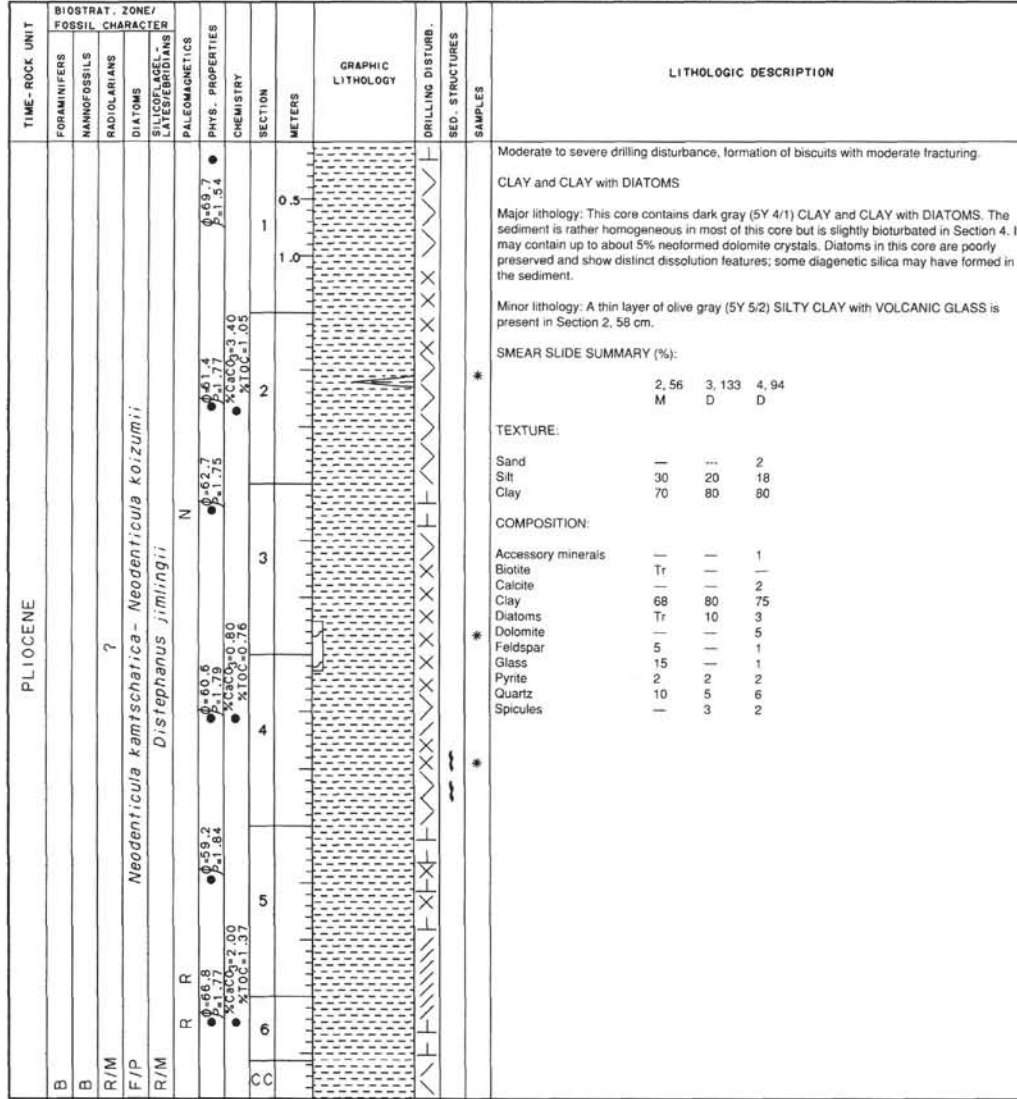 TIME-ROCK UNIT
BIOSTRAT. ZONE/
FOSSIL CHARACTER
FORAMINIFERS
NANNOFOSSILS
RADIOLARIANS
DIATOMS
SILICOFLAGEL-
LATES/EBRIDIANS
PALEOMAGNETICS
PHYS. PROPERTIES
CHEMISTRY
SECTION
METERS
GRAPHIC
LITHOLOGY
DRILLING DISTURB.
SED. STRUCTURES
SAMPLES
LITHOLOGIC DESCRIPTION
PLIOCENE
B
B
R/M
?
F/P
Neodenticula kamtschatica- Neodenticula koizumii
R/M
Distephanus jimlingii
N
R
R
Φ=69.7
P=1.54
Φ=61.4
P=1.77
Φ=62.7
P=1.75
Φ=60.6
P=1.79
Φ=59.2
P=1.84
Φ=66.8
P=1.77
%CaCO3=3.40
%TOC=1.05
%CaCO3=0.80
%TOC=0.76
%CaCO3=2.00
%TOC=1.37
1
2
3
4
5
6
CC
0.5
1.0
*
*
*
Moderate to severe drilling disturbance, formation of biscuits with moderate fracturing.
CLAY and CLAY with DIATOMS
Major lithology: This core contains dark gray (5Y 4/1) CLAY and CLAY with DIATOMS. The
sediment is rather homogeneous in most of this core but is slightly bioturbated in Section 4. I
may contain up to about 5% neoformed dolomite crystals. Diatoms in this core are poorly
preserved and show distinct dissolution features; some diagenetic silica may have formed in
the sediment.
Minor lithology: A thin layer of olive gray (5Y 5/2) SILTY CLAY with VOLCANIC GLASS is
present in Section 2, 58 cm.
SMEAR SLIDE SUMMARY (%):
2, 56 3, 133 4, 94
M D D
TEXTURE:
Sand — --- 2
Silt 30 20 18
Clay 70 80 80
COMPOSITION:
Accessory minerals — — 1
Biotite Tr — —
Calcite — — 2
Clay 68 80 75
Diatoms Tr 10 3
Dolomite — — 5
Feldspar 5 — 1
Glass 15 — 1
Pyrite 2 2 2
Quartz 10 5 6
Spicules — 3 2